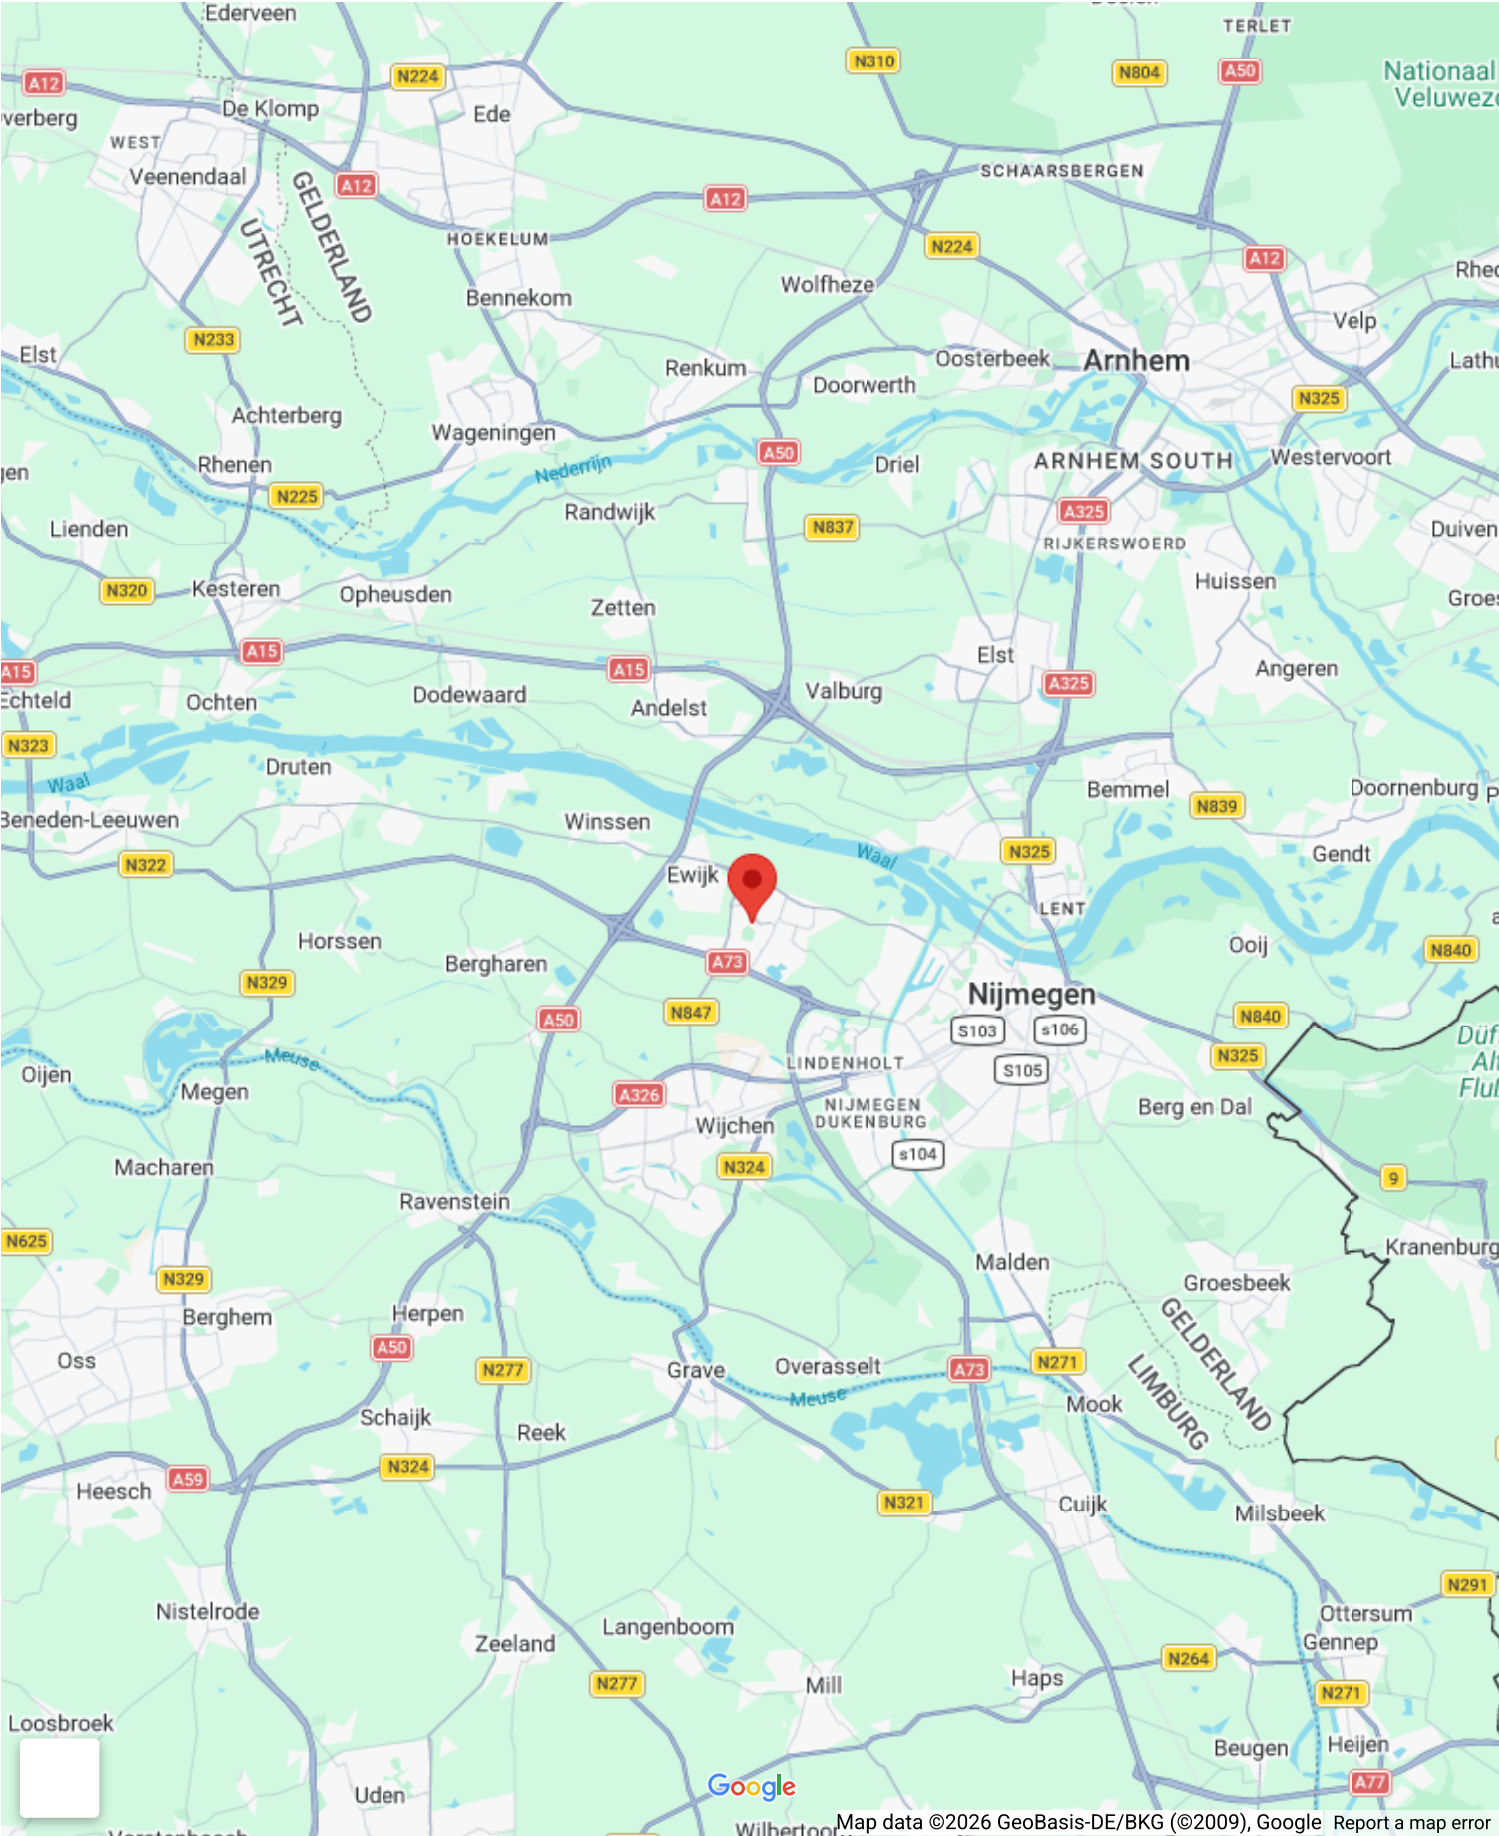 Ederveen
TERLET
N310
A50
N804
Nationaal
A12
N224
Veluwezo
De Klomp
Ede
WEST
SCHAARSBERGEN
Veenendaal
A12
A12
GELDERLAND
UTRECHT
HOEKELUM
N224
A12
Wolfheze
Bennekom
Velp
N233
Elst
Renkum
Oosterbeek
Arnhem
Doorwerth
N325
Achterberg
Wageningen
A50
Westervoort
Rhenen
Nederrijn
Driel
ARNHEM SOUTH
N225
Randwijk
A325
Lienden
N837
Duiven
RIJKERSWOERD
Kesteren
N320
Opheusden
Huissen
Zetten
A15
Elst
A15
A15
Angeren
A325
Echteld
Ochten
Dodewaard
Andelst
Valburg
N323
Druten
Waal
Bemmel
Doornenburg
N839
Beneden-Leeuwen
Winssen
N322
N325
Gendt
Waal
Ewijk
LENT
Horssen
Ooij
N840
Bergharen
A73
N329
Nijmegen
N847
A50
N840
S103
s106
Meuse
N325
Oijen
LINDENHOLT
S105
Megen
A326
NIJMEGEN
DUKENBURG
Berg en Dal
Wijchen
s104
Macharen
N324
9
Ravenstein
N625
Malden
Kranenburg
N329
Groesbeek
Herpen
Berghem
GELDERLAND
A50
Oss
N277
Grave
Overasselt
A73
N271
LIMBURG
Meuse
Mook
Schaijk
Reek
N324
A59
Heesch
N321
Cuijk
Milsbeek
N291
Nistelrode
Ottersum
Langenboom
Zeeland
Gennep
N264
Haps
N277
Mill
N271
Loosbroek
Beugen
Heijen
A77
Google
Uden
Map data ©2026 GeoBasis-DE/BKG (©2009), Google
Report a map error